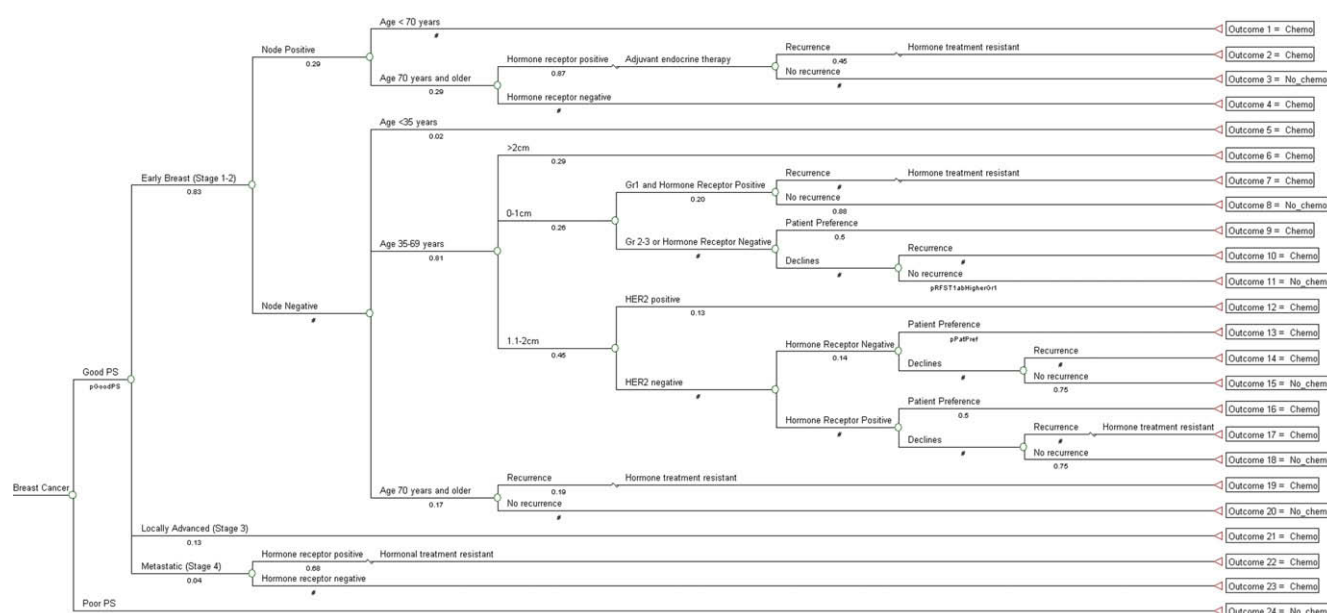 Age < 70 years
#
Outcome 1 = Chemo
Node Positive
0.29
Recurrence
0.45
Hormone treatment resistant
Outcome 2 = Chemo
Hormone receptor positive
0.87
Adjuvant endocrine therapy
No recurrence
#
Outcome 3 = No_chemo
Age 70 years and older
0.29
Hormone receptor negative
#
Outcome 4 = Chemo
Age <35 years
0.02
Outcome 5 = Chemo
>2cm
0.29
Outcome 6 = Chemo
Early Breast (Stage 1-2)
0.83
Recurrence
#
Hormone treatment resistant
Outcome 7 = Chemo
Gr1 and Hormone Receptor Positive
0.20
No recurrence
0.88
Outcome 8 = No_chemo
0-1cm
0.26
Patient Preference
0.5
Outcome 9 = Chemo
Age 35-69 years
0.81
Gr 2-3 or Hormone Receptor Negative
#
Recurrence
#
Outcome 10 = Chemo
Declines
#
No recurrence
pRFST1abHigherGr1
Outcome 11 = No_chem
Node Negative
#
HER2 positive
0.13
Outcome 12 = Chemo
Patient Preference
pPatPref
Outcome 13 = Chemo
1.1-2cm
0.45
Hormone Receptor Negative
0.14
Recurrence
#
Outcome 14 = Chemo
Declines
#
No recurrence
0.75
Outcome 15 = No_chem
Good PS
pGoodPS
HER2 negative
#
Patient Preference
0.5
Outcome 16 = Chemo
Hormone Receptor Positive
#
Recurrence
#
Hormone treatment resistant
Outcome 17 = Chemo
Declines
#
No recurrence
0.75
Outcome 18 = No_chem
Recurrence
0.19
Hormone treatment resistant
Outcome 19 = Chemo
Breast Cancer
Age 70 years and older
0.17
No recurrence
#
Outcome 20 = No_chem
Locally Advanced (Stage 3)
0.13
Outcome 21 = Chemo
Hormone receptor positive
0.68
Hormonal treatment resistant
Outcome 22 = Chemo
Metastatic (Stage 4)
0.04
Hormone receptor negative
#
Outcome 23 = Chemo
Poor PS
Outcome 24 = No_chem